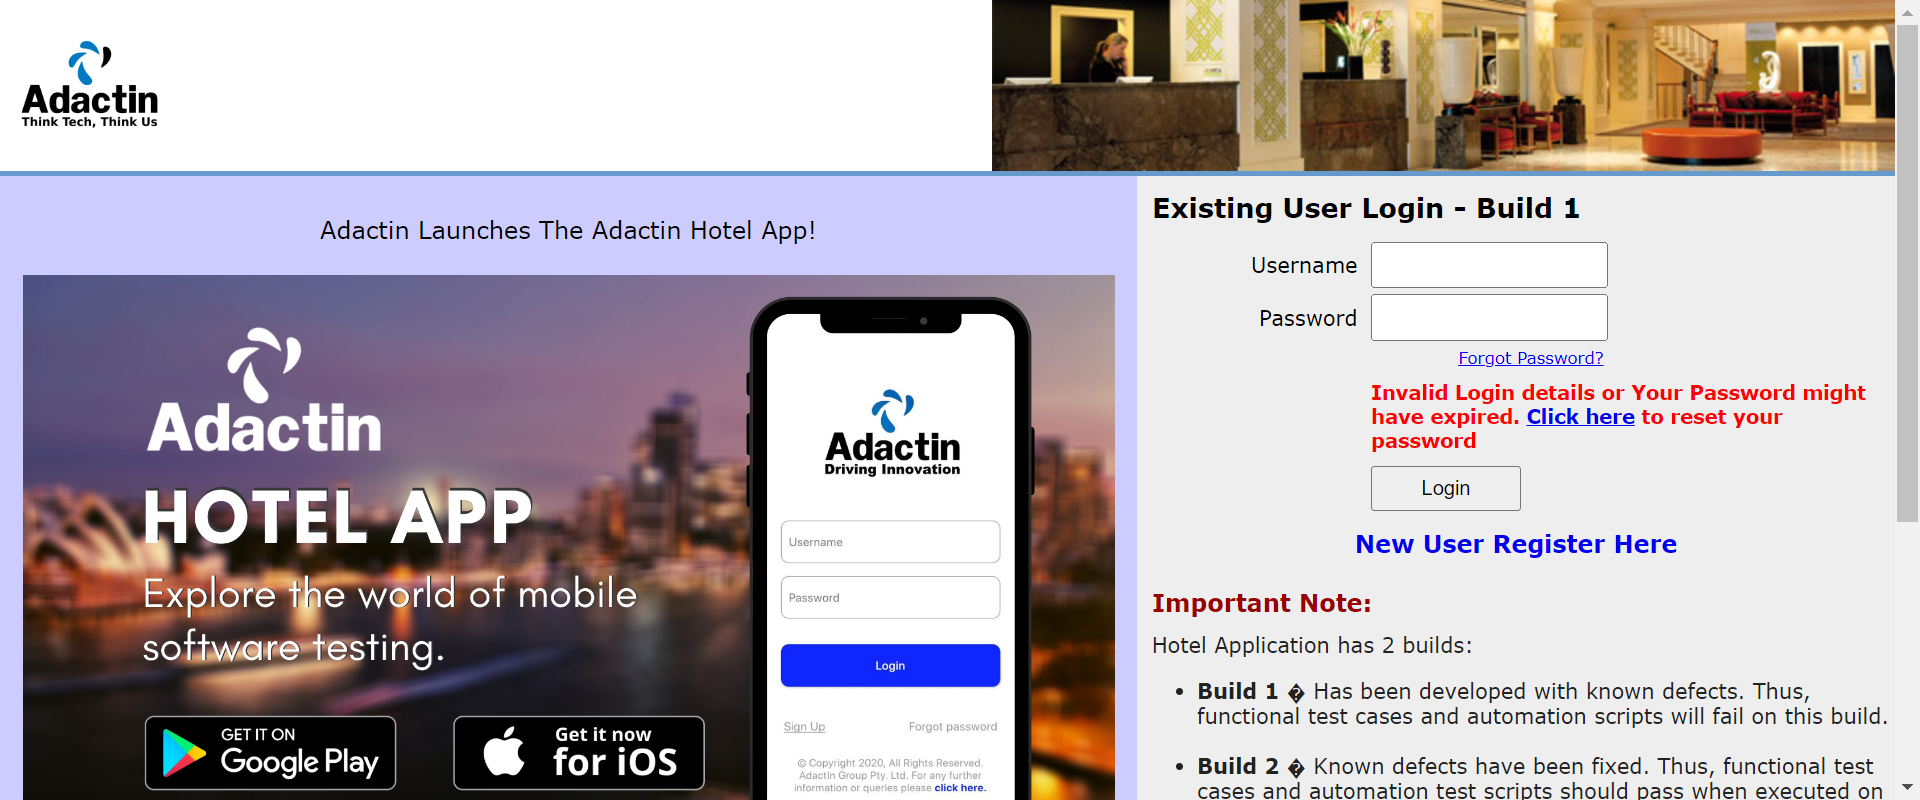 Adactin
Think Tech, Think Us
Adactin Launches The Adactin Hotel App!
Adactin
HOTEL APP
Explore the world of mobile
software testing.
GET IT ON
Google Play
Get it now
for iOS
Adactin
Driving Innovation
Username
Password
Login
Sign Up
Forgot password
© Copyright 2020, All Rights Reserved.
AdactIn Group Pty. Ltd. For any further
information or queries please click here.
Existing User Login - Build 1
Username
Password
Forgot Password?
Invalid Login details or Your Password might
have expired. Click here to reset your
password
Login
New User Register Here
Important Note:
Hotel Application has 2 builds:
• Build 1 � Has been developed with known defects. Thus,
functional test cases and automation scripts will fail on this build.
• Build 2 � Known defects have been fixed. Thus, functional test
cases and automation test scripts should pass when executed on